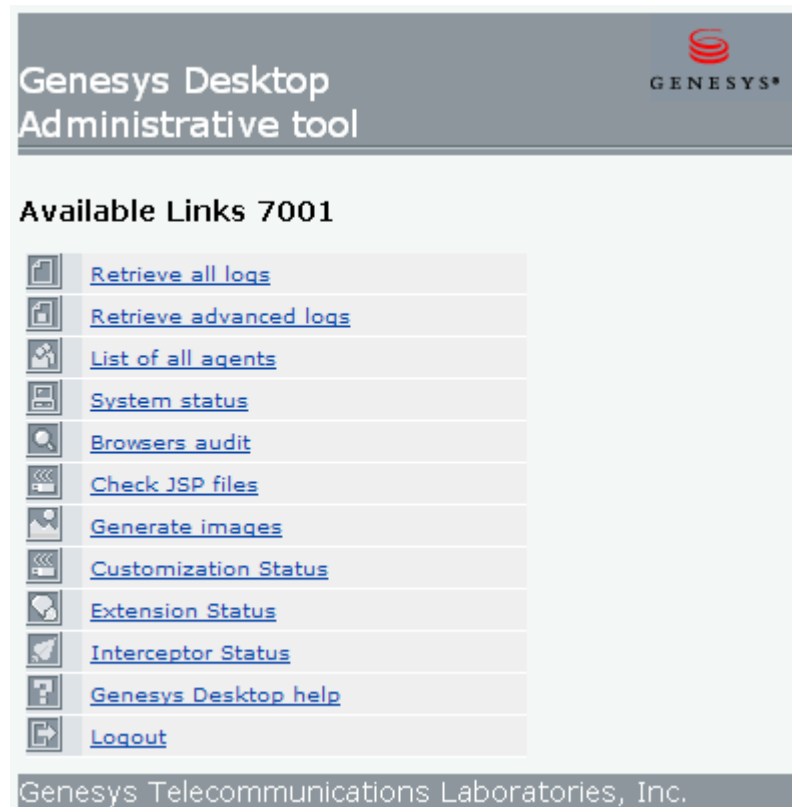 Genesys Desktop
Administrative tool
GENESYS®
Available Links 7001
Retrieve all logs
Retrieve advanced logs
List of all agents
System status
Browsers audit
Check JSP files
Generate images
Customization Status
Extension Status
Interceptor Status
Genesys Desktop help
Logout
Genesys Telecommunications Laboratories, Inc.